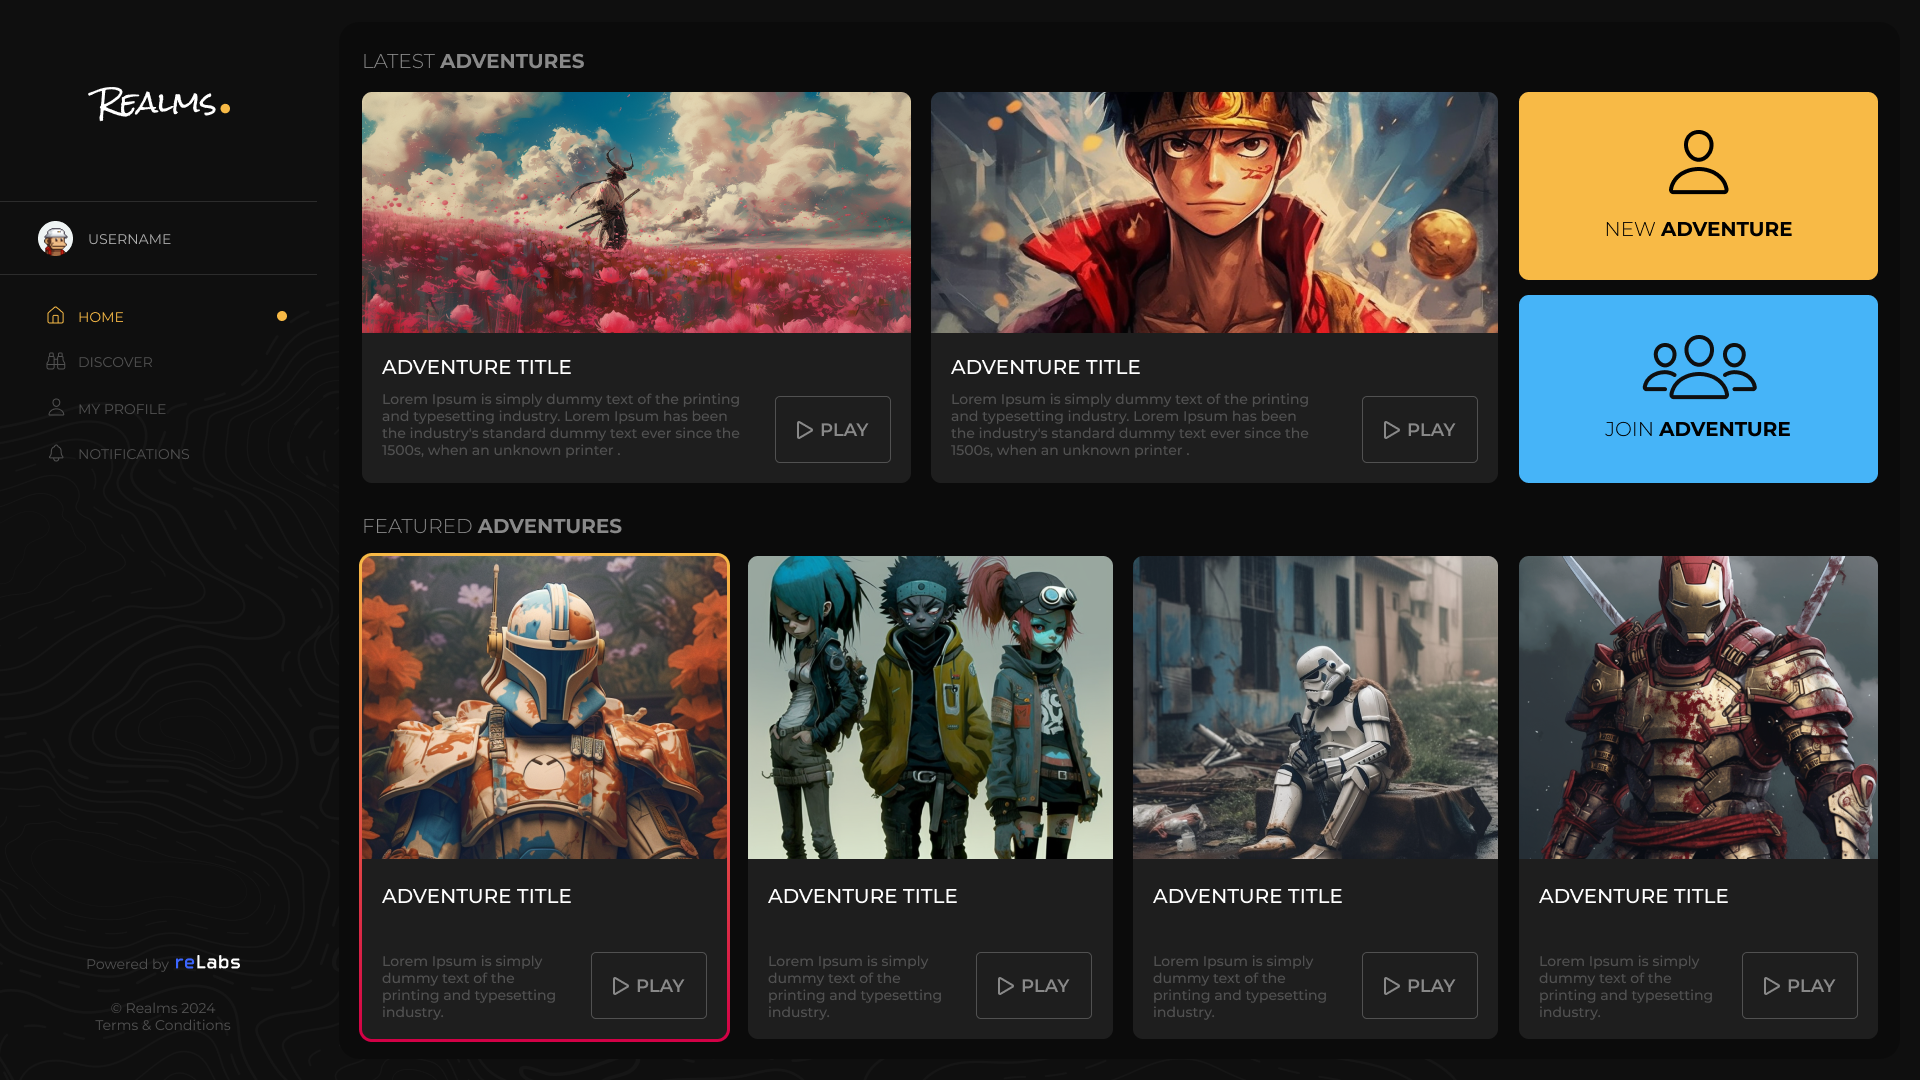 REALMS.
USERNAME
HOME
DISCOVER
MY PROFILE
NOTIFICATIONS
Powered by reLabs
© Realms 2024
Terms & Conditions
LATEST ADVENTURES
ADVENTURE TITLE
Lorem Ipsum is simply dummy text of the printing
and typesetting industry. Lorem Ipsum has been
the industry's standard dummy text ever since the
1500s, when an unknown printer .
PLAY
ADVENTURE TITLE
Lorem Ipsum is simply dummy text of the printing
and typesetting industry. Lorem Ipsum has been
the industry's standard dummy text ever since the
1500s, when an unknown printer .
PLAY
NEW ADVENTURE
JOIN ADVENTURE
FEATURED ADVENTURES
ADVENTURE TITLE
Lorem Ipsum is simply
dummy text of the
printing and typesetting
industry.
PLAY
ADVENTURE TITLE
Lorem Ipsum is simply
dummy text of the
printing and typesetting
industry.
PLAY
ADVENTURE TITLE
Lorem Ipsum is simply
dummy text of the
printing and typesetting
industry.
PLAY
ADVENTURE TITLE
Lorem Ipsum is simply
dummy text of the
printing and typesetting
industry.
PLAY